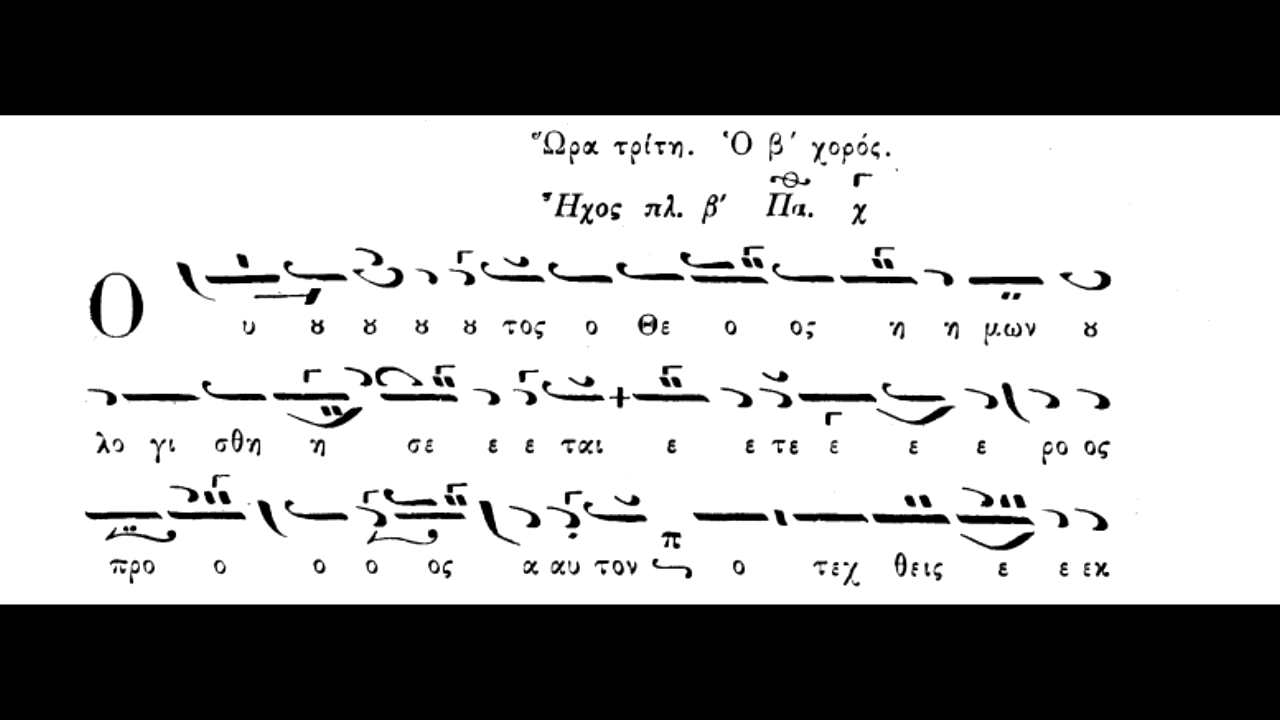 Ὥρα τρίτη. Ὁ β΄ χορός.
Ἦχος πλ. β΄ Πα. χ
Ο υ ȣ ȣ ȣ ȣ τος ο Θε ο ος η η μων ȣ
λο γι σθη η σε ε ε ται ε ε τε ε ε ε ρο ος
προ ο ο ο ος α αυ τον π ο τεχ θεις ε ε εκ